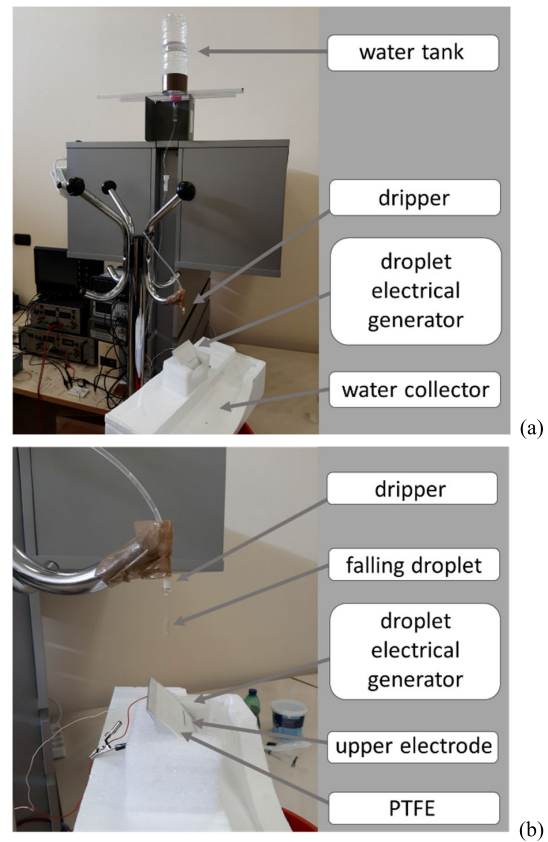 water tank
dripper
droplet
electrical
generator
water collector
(a)
dripper
falling droplet
droplet
electrical
generator
upper electrode
PTFE
(b)